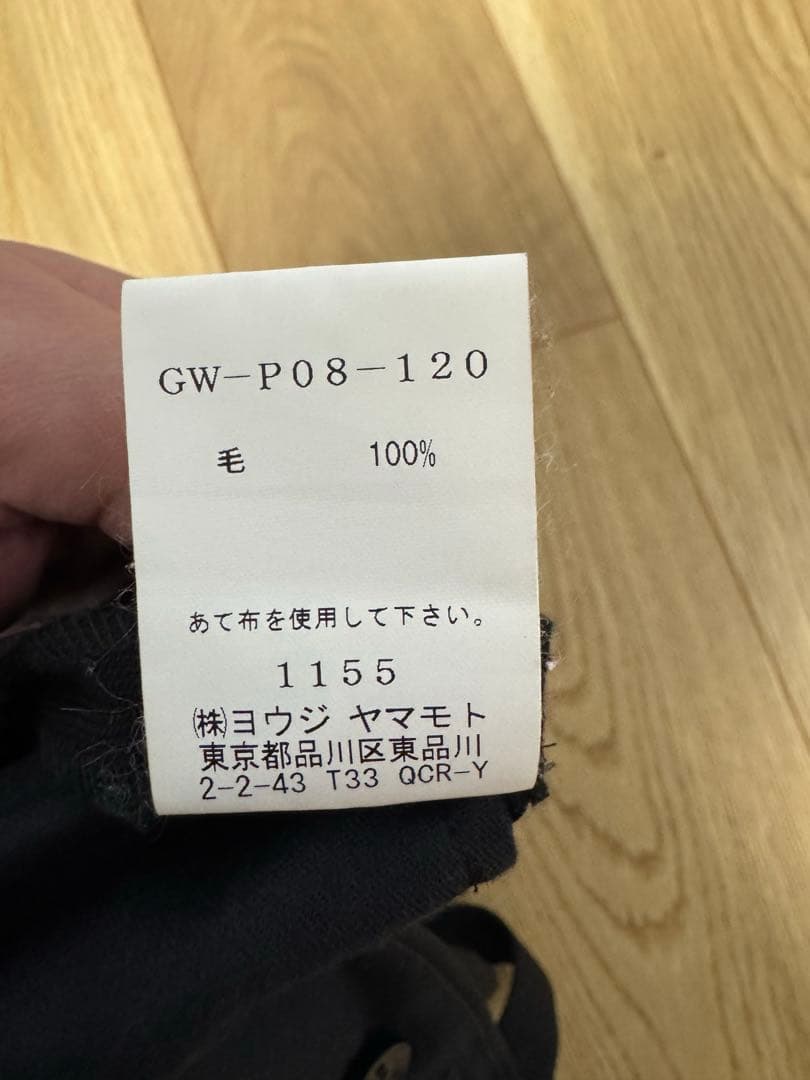 GW－P08－120
毛 100%
あて布を使用して下さい。
1155
㈱ヨウジ ヤマモト
東京都品川区東品川
2-2-43 T33 QCR-Y